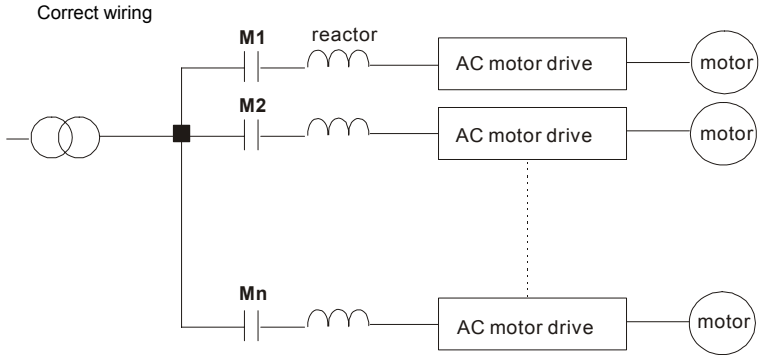 Correct wiring
M1 reactor AC motor drive motor
M2 AC motor drive motor
Mn AC motor drive motor